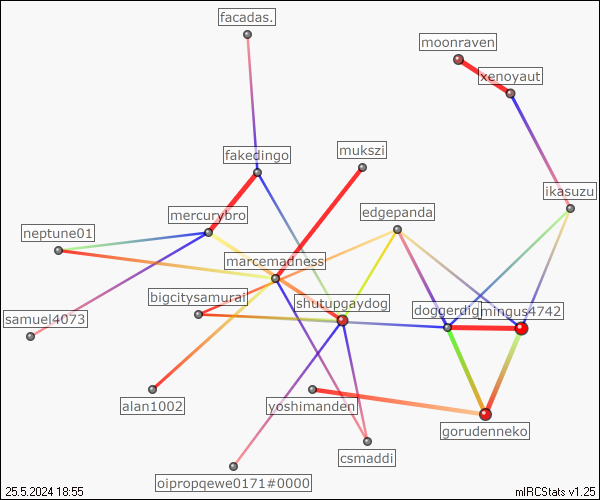 facadas.
moonraven
xenoyaut
fakedingo
mukszi
ikasuzu
mercurybro
edgepanda
neptune01
marcemadness
bigcitysamurai
shutupgaydog
doggerdig
mingus4742
samuel4073
alan1002
yoshimanden
gorudenneko
csmaddi
oipropqewe0171#0000
25.5.2024 18:55
mIRCStats v1.25